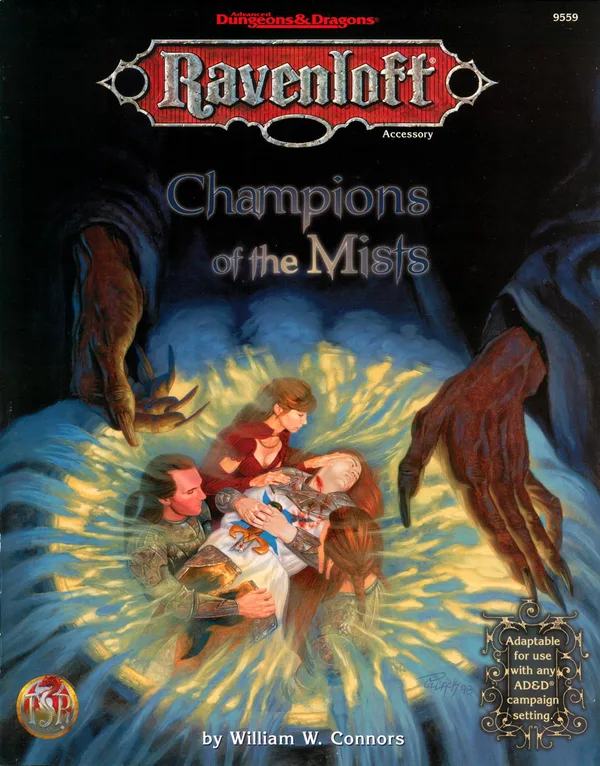 Advanced
Dungeons & Dragons®
9559
Ravenloft®
Accessory
Champions
of the Mists
Adaptable
for use
with any
AD&D®
campaign
setting.
TSR
by William W. Connors